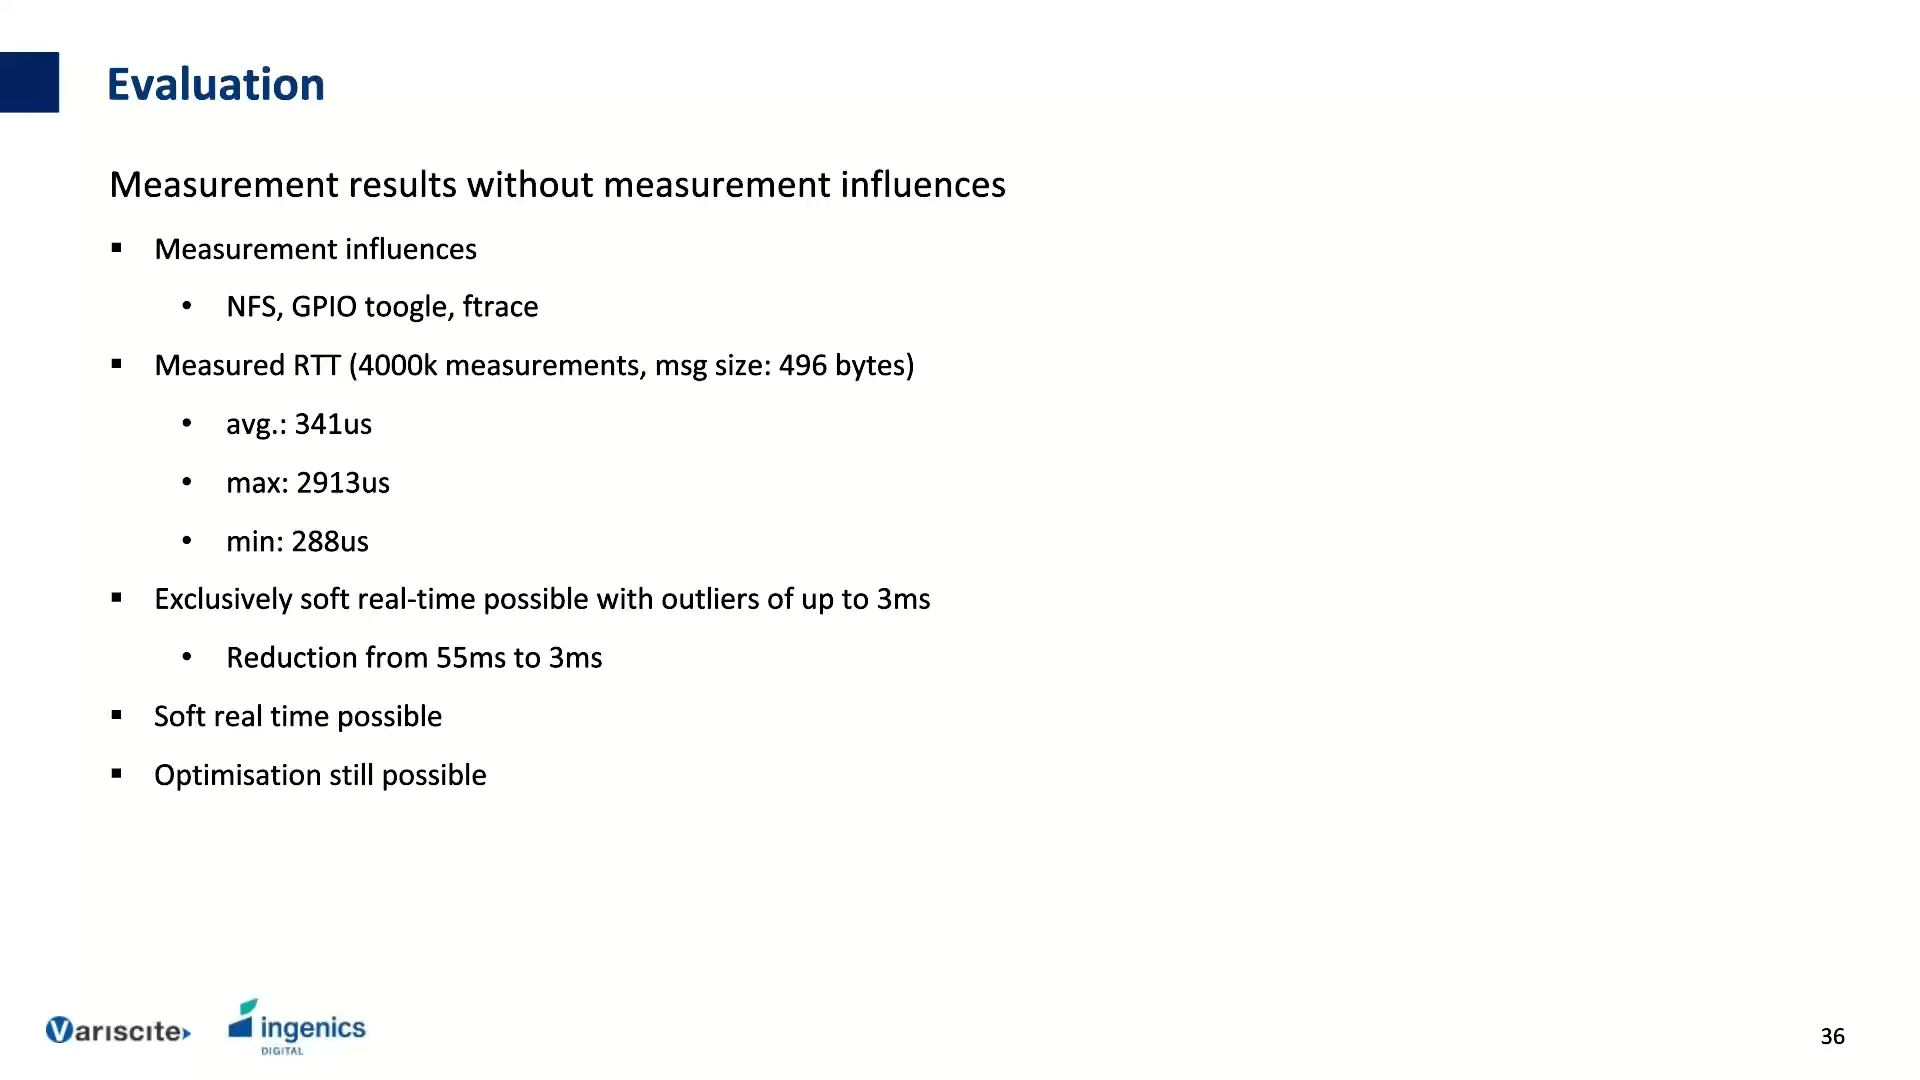 Evaluation
Measurement results without measurement influences
▪ Measurement influences
• NFS, GPIO toogle, ftrace
▪ Measured RTT (4000k measurements, msg size: 496 bytes)
• avg.: 341us
• max: 2913us
• min: 288us
▪ Exclusively soft real-time possible with outliers of up to 3ms
• Reduction from 55ms to 3ms
▪ Soft real time possible
▪ Optimisation still possible
Variscite
ingenics
DIGITAL
36